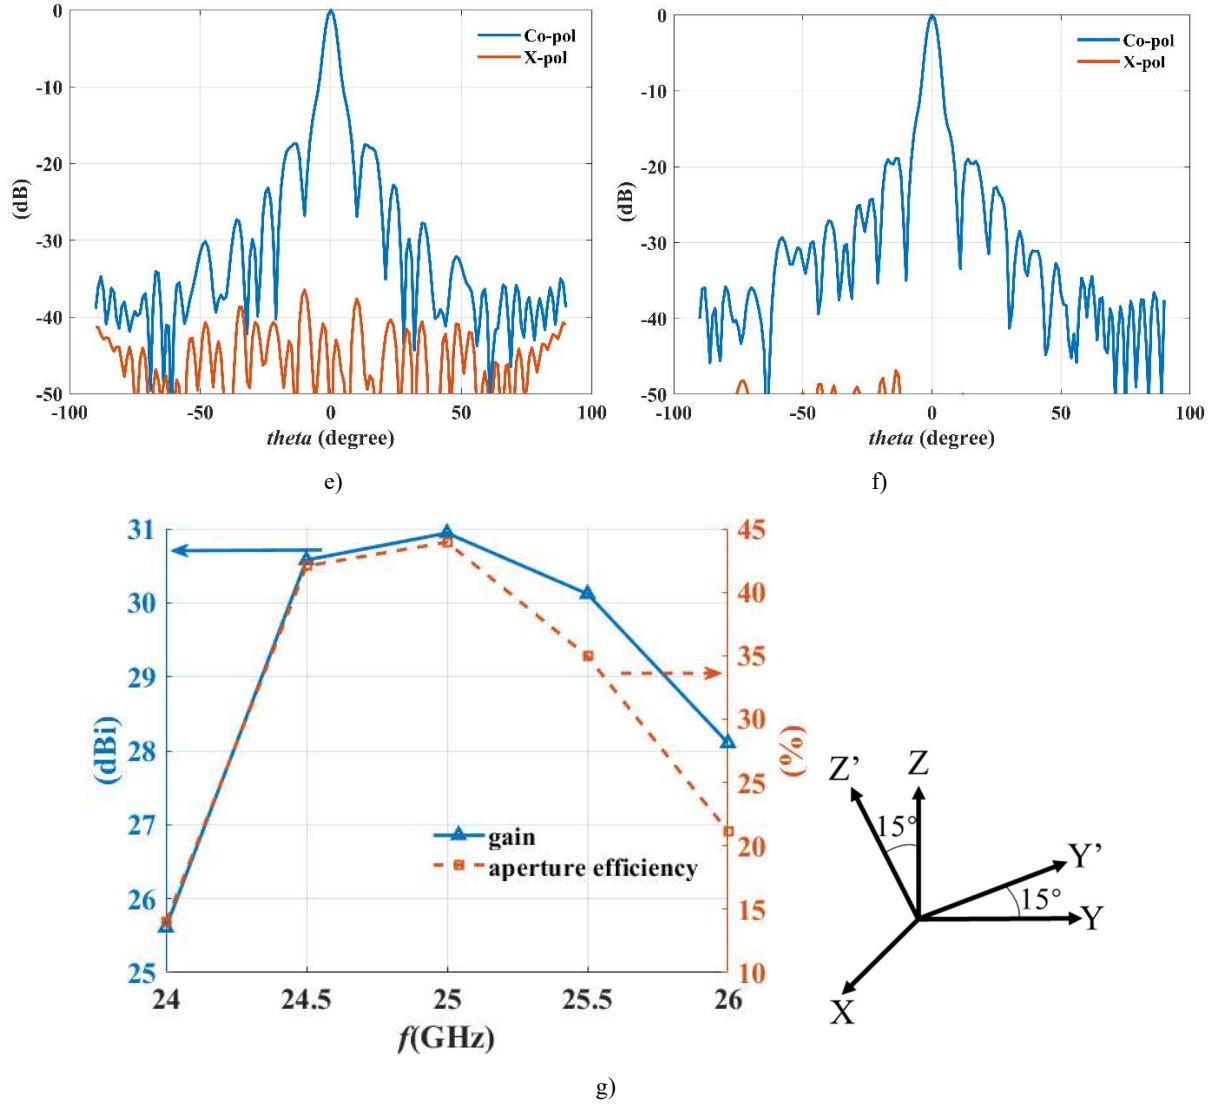 0
-10
-20
-30
-40
-50
(dB)
-100
-50
0
50
100
theta (degree)
Co-pol
X-pol
e)
0
-10
-20
-30
-40
-50
(dB)
-100
-50
0
50
100
theta (degree)
Co-pol
X-pol
f)
31
30
29
28
27
26
25
(dBi)
45
40
35
30
25
20
15
10
(%)
gain
aperture efficiency
24
24.5
25
25.5
26
f(GHz)
Z'
Z
15°
Y'
15°
Y
X
g)